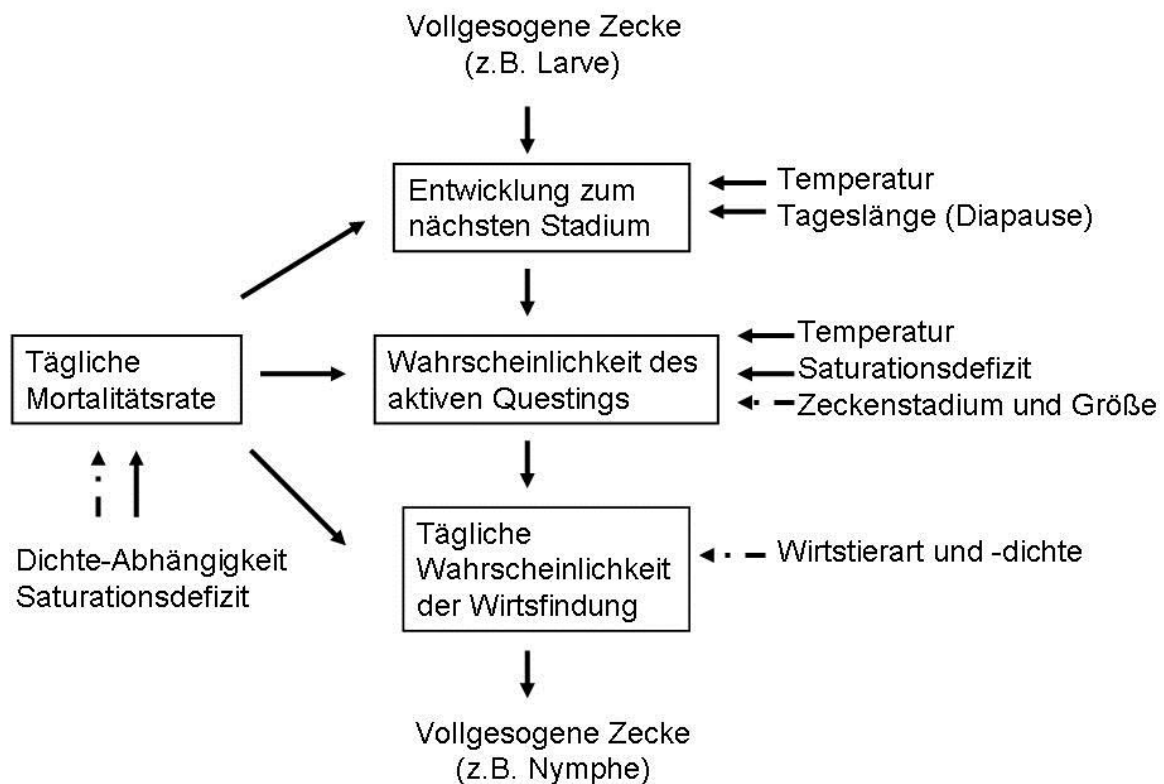 Vollgesogene Zecke
(z.B. Larve)
Entwicklung zum
nächsten Stadium
Temperatur
Tageslänge (Diapause)
Tägliche
Mortalitätsrate
Wahrscheinlichkeit des
aktiven Questings
Temperatur
Saturationsdefizit
Zeckenstadium und Größe
Dichte-Abhängigkeit
Saturationsdefizit
Tägliche
Wahrscheinlichkeit
der Wirtsfindung
Wirtstierart und -dichte
Vollgesogene Zecke
(z.B. Nymphe)